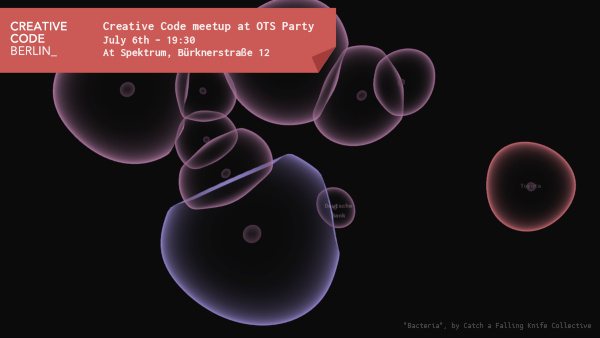 CREATIVE
CODE
BERLIN_
Creative Code meetup at OTS Party
July 6th - 19:30
At Spektrum, Bürknerstraße 12
"Bacteria", by Catch a Falling Knife Collective